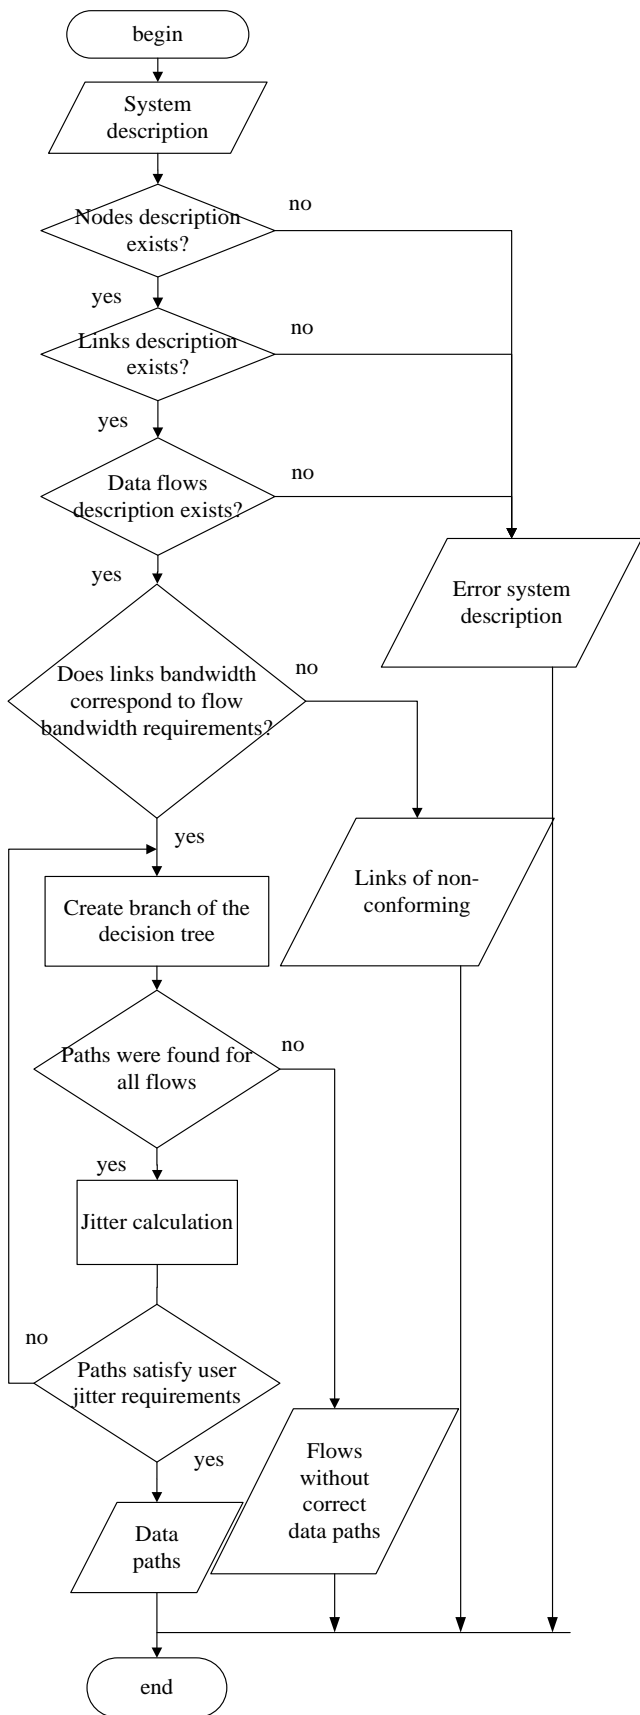 begin
System
description
no
Nodes description
exists?
yes
no
Links description
exists?
yes
no
Data flows
description exists?
yes
Error system
description
no
Does links bandwidth
correspond to flow
bandwidth requirements?
yes
Links of non-
conforming
Create branch of the
decision tree
no
Paths were found for
all flows
yes
Jitter calculation
no
Paths satisfy user
jitter requirements
yes
Flows
without
correct
data paths
Data
paths
end